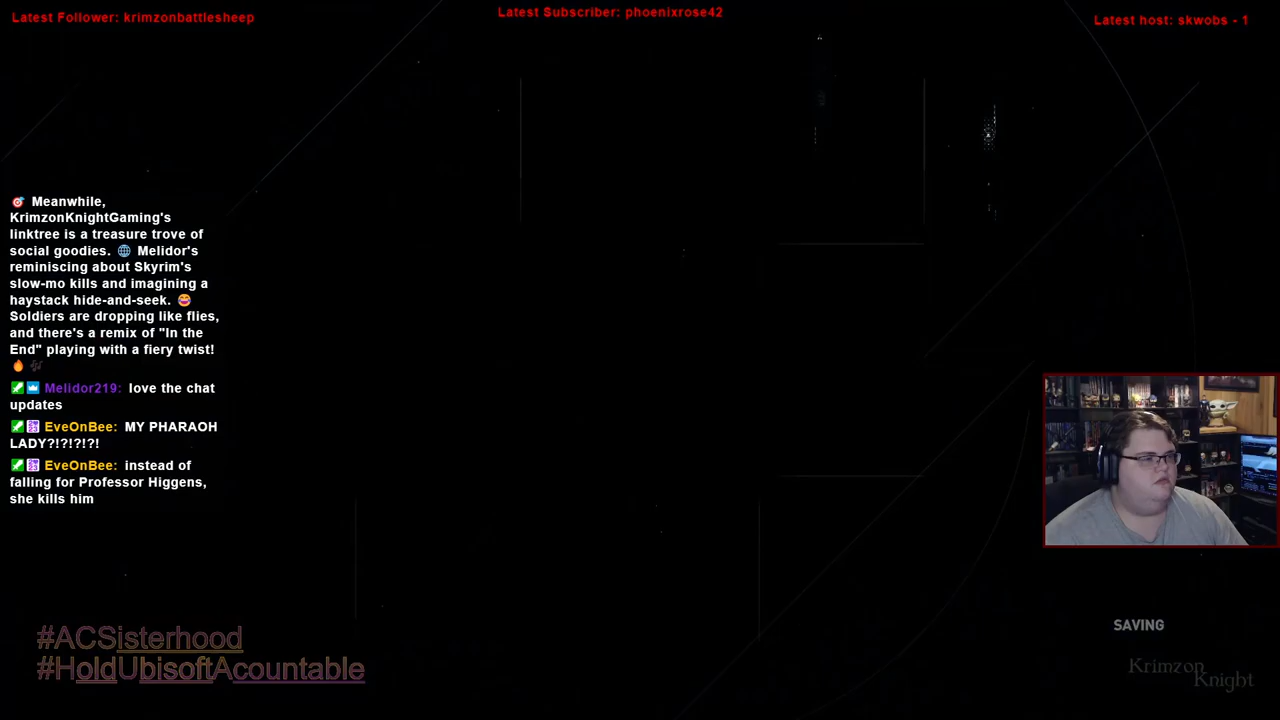 Latest Follower: krimzonbattlesheep
Latest Subscriber: phoenixrose42
Latest host: skwobs - 1
Meanwhile,
KrimzonKnightGaming's
linktree is a treasure trove of
social goodies. Melidor's
reminiscing about Skyrim's
slow-mo kills and imagining a
haystack hide-and-seek.
Soldiers are dropping like flies,
and there's a remix of "In the
End" playing with a fiery twist!
Melidor219: love the chat
updates
EveOnBee: MY PHARAOH
LADY?!?!?!?!
EveOnBee: instead of
falling for Professor Higgens,
she kills him
#ACSisterhood
#HoldUbisoftAcountable
SAVING
Krimzon
Knight